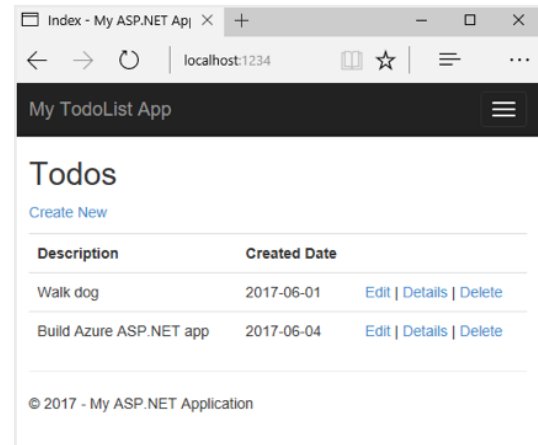 Index - My ASP.NET Ap
localhost:1234
My TodoList App
Todos
Create New
Description Created Date
Walk dog 2017-06-01 Edit | Details | Delete
Build Azure ASP.NET app 2017-06-04 Edit | Details | Delete
© 2017 - My ASP.NET Application